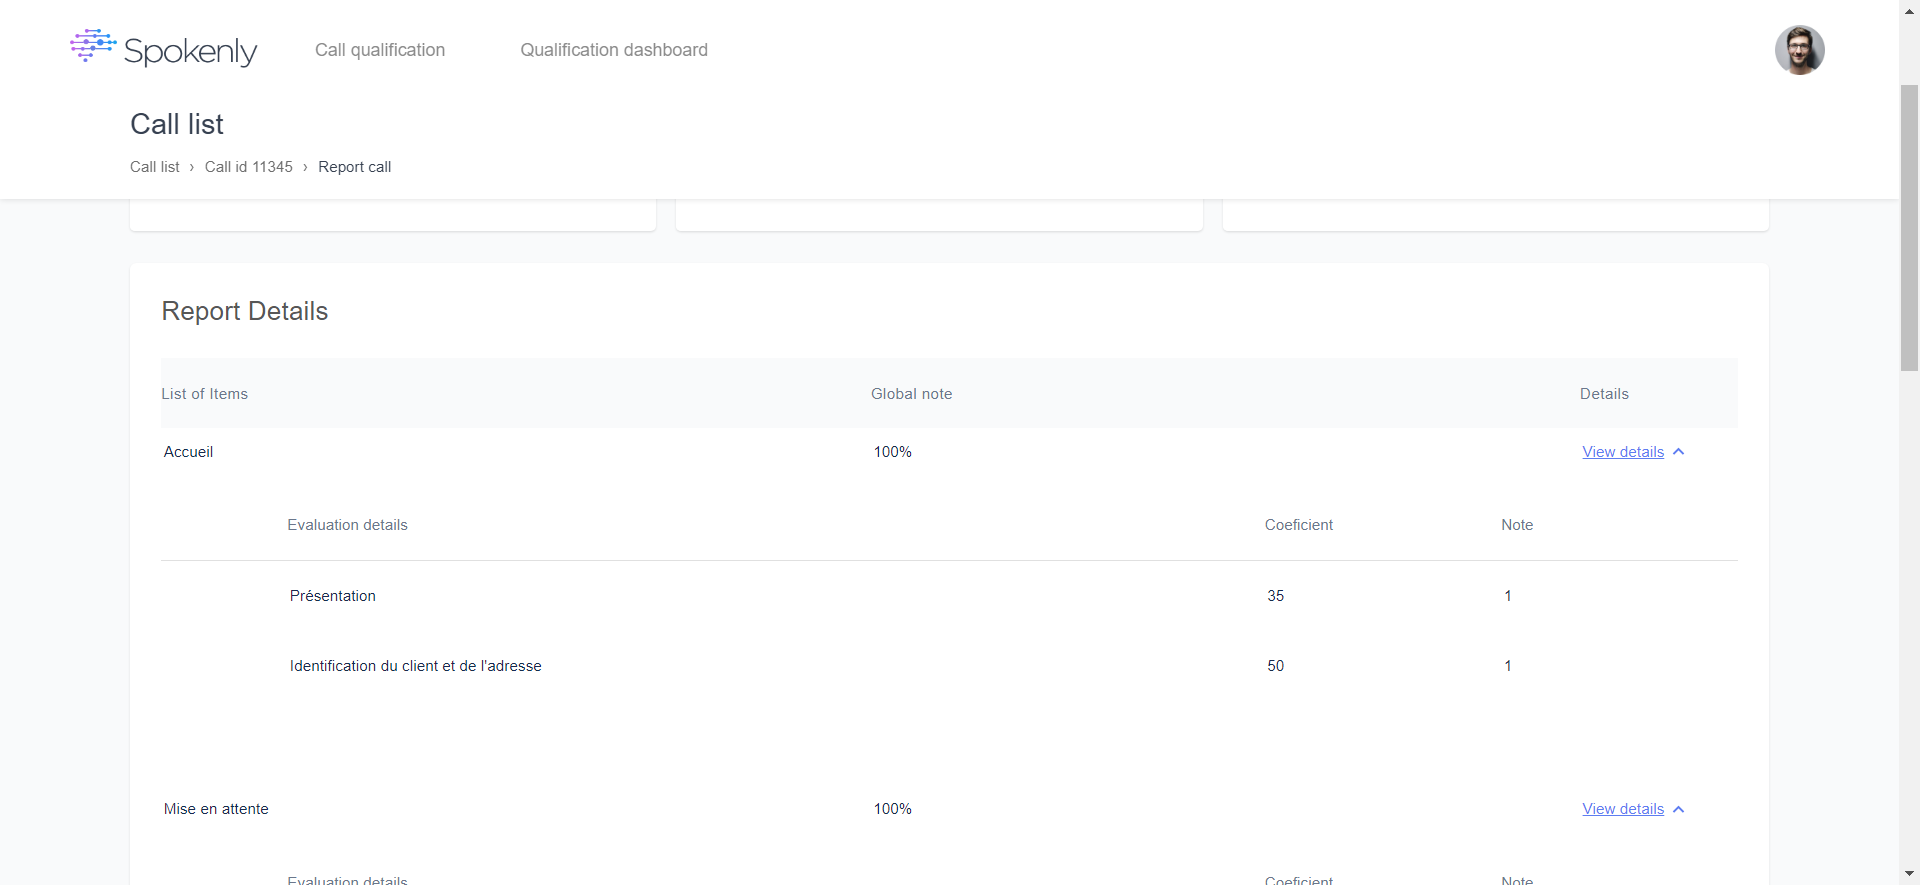 Spokenly
Call qualification
Qualification dashboard
Call list
Call list › Call id 11345 › Report call
Report Details
List of Items Global note Details
Accueil 100% View details
Evaluation details Coeficient Note
Présentation 35 1
Identification du client et de l'adresse 50 1
Mise en attente 100% View details
Evaluation details Coeficient Note